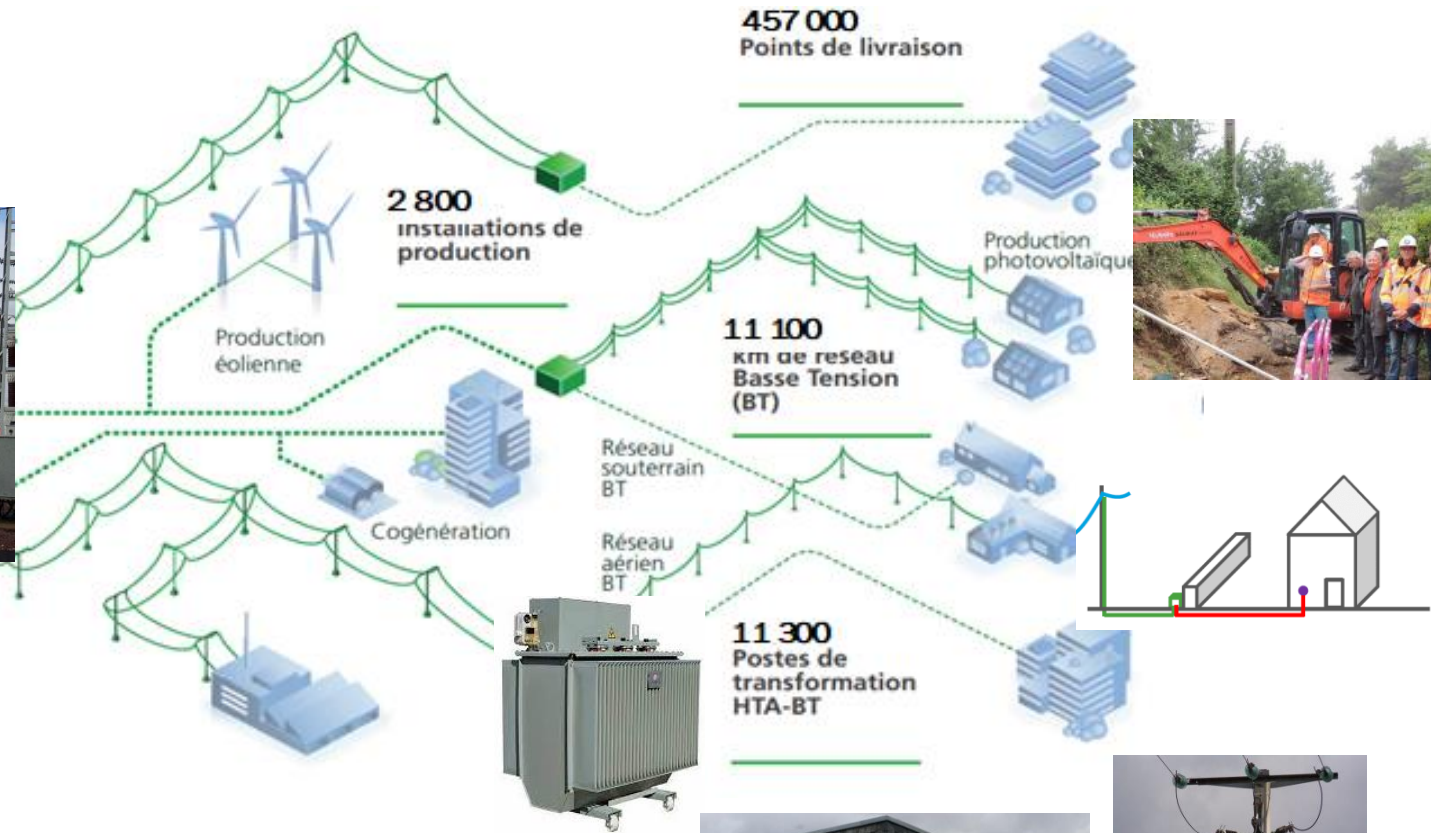 457 000
Points de livraison
2 800
Installations de
production
Production
éolienne
Production
photovoltaïque
11 100
km de réseau
Basse Tension
(BT)
Réseau
souterrain
BT
Cogénération
Réseau
aérien
BT
11 300
Postes de
transformation
HTA-BT
KUBOTA